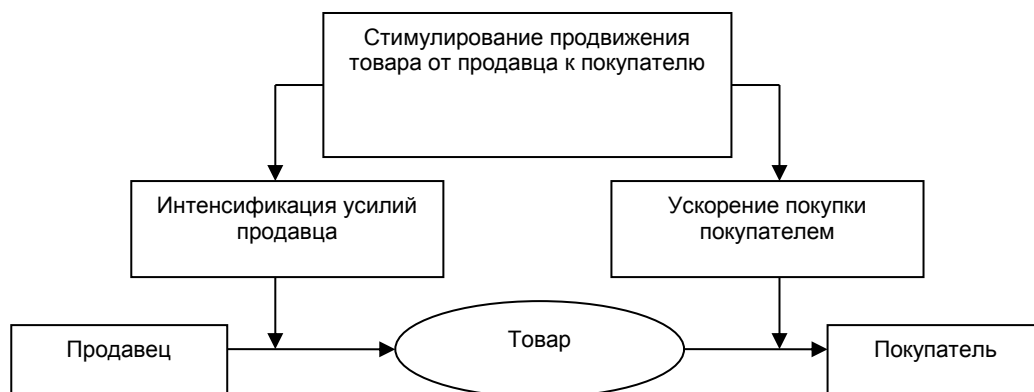 Стимулирование продвижения
товара от продавца к покупателю
Интенсификация усилий
продавца
Ускорение покупки
покупателем
Продавец
Товар
Покупатель